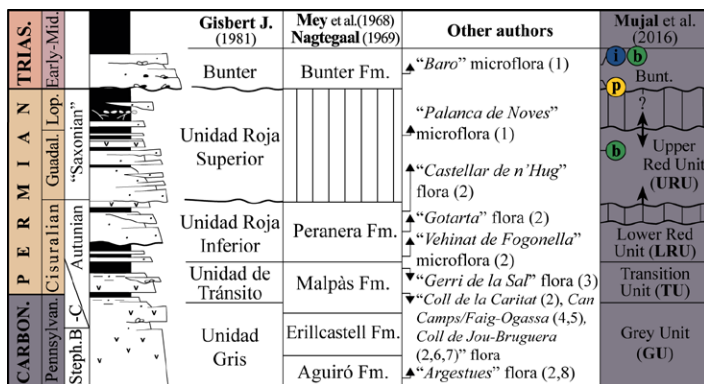 Gisbert J.
(1981)
Mey et al.(1968)
Nagtegaal
(1969)
Other authors
Mujal et al.
(2016)
TRIAS.
Early-Mid.
Bunter
Bunter Fm.
"Baro" microflora (1)
i
b
Bunt.
p
?
PERMIAN
Lop.
Guadal.
Cisuralian
"Saxonian"
Autunian
Unidad Roja
Superior
"Palanca de Noves"
microflora (1)
"Castellar de n'Hug"
flora (2)
b
Upper
Red Unit
(URU)
Unidad Roja
Inferior
Peranera Fm.
"Gotarta" flora (2)
"Vehinat de Fogonella"
microflora (2)
Lower Red
Unit (LRU)
Unidad de
Tránsito
Malpàs Fm.
"Gerri de la Sal" flora (3)
Transition
Unit (TU)
CARBON.
Pennsylvan.
Steph.B -C
Unidad
Gris
Erillcastell Fm.
Aguiró Fm.
"Coll de la Caritat (2), Can
Camps/Faig-Ogassa (4,5),
Coll de Jou-Bruguera
(2,6,7)" flora
"Argestues" (2,8)
Grey Unit
(GU)